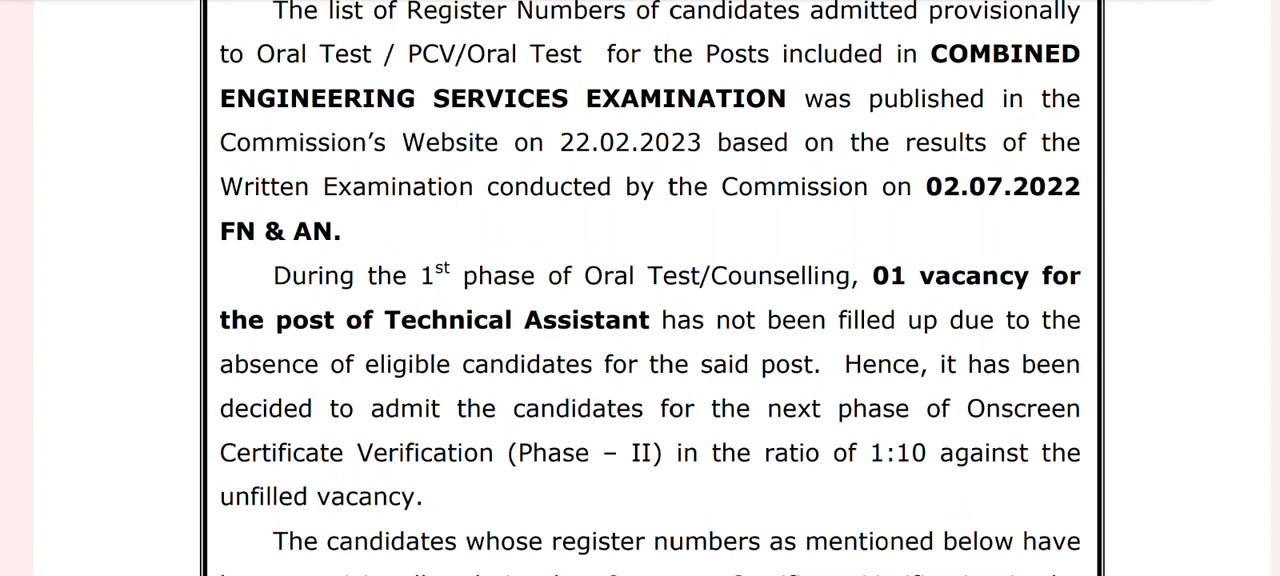 The list of Register Numbers of candidates admitted provisionally
to Oral Test / PCV/Oral Test for the Posts included in COMBINED
ENGINEERING SERVICES EXAMINATION was published in the
Commission’s Website on 22.02.2023 based on the results of the
Written Examination conducted by the Commission on 02.07.2022
FN & AN.
During the 1st phase of Oral Test/Counselling, 01 vacancy for
the post of Technical Assistant has not been filled up due to the
absence of eligible candidates for the said post. Hence, it has been
decided to admit the candidates for the next phase of Onscreen
Certificate Verification (Phase – II) in the ratio of 1:10 against the
unfilled vacancy.
The candidates whose register numbers as mentioned below have